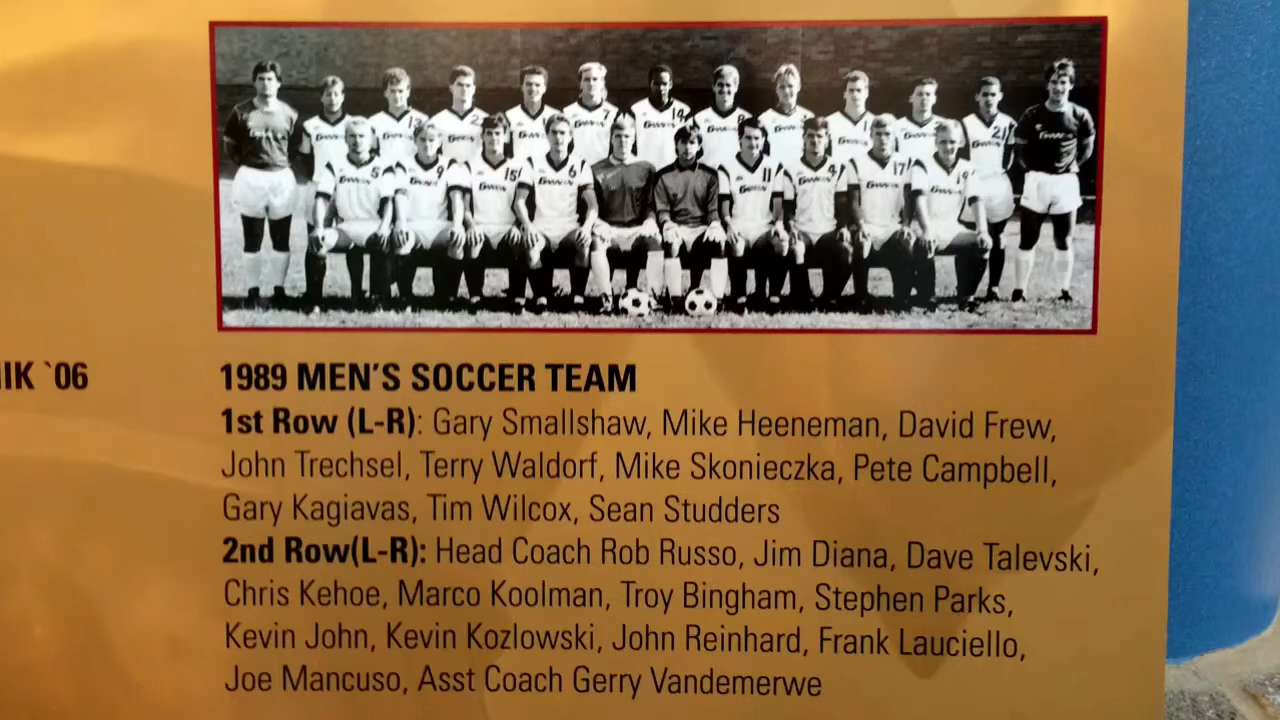 IIK `06
1989 MEN'S SOCCER TEAM
1st Row (L-R): Gary Smallshaw, Mike Heeneman, David Frew,
John Trechsel, Terry Waldorf, Mike Skonieczka, Pete Campbell,
Gary Kagiavas, Tim Wilcox, Sean Studders
2nd Row(L-R): Head Coach Rob Russo, Jim Diana, Dave Talevski,
Chris Kehoe, Marco Koolman, Troy Bingham, Stephen Parks,
Kevin John, Kevin Kozlowski, John Reinhard, Frank Lauciello,
Joe Mancuso, Asst Coach Gerry Vandemerwe